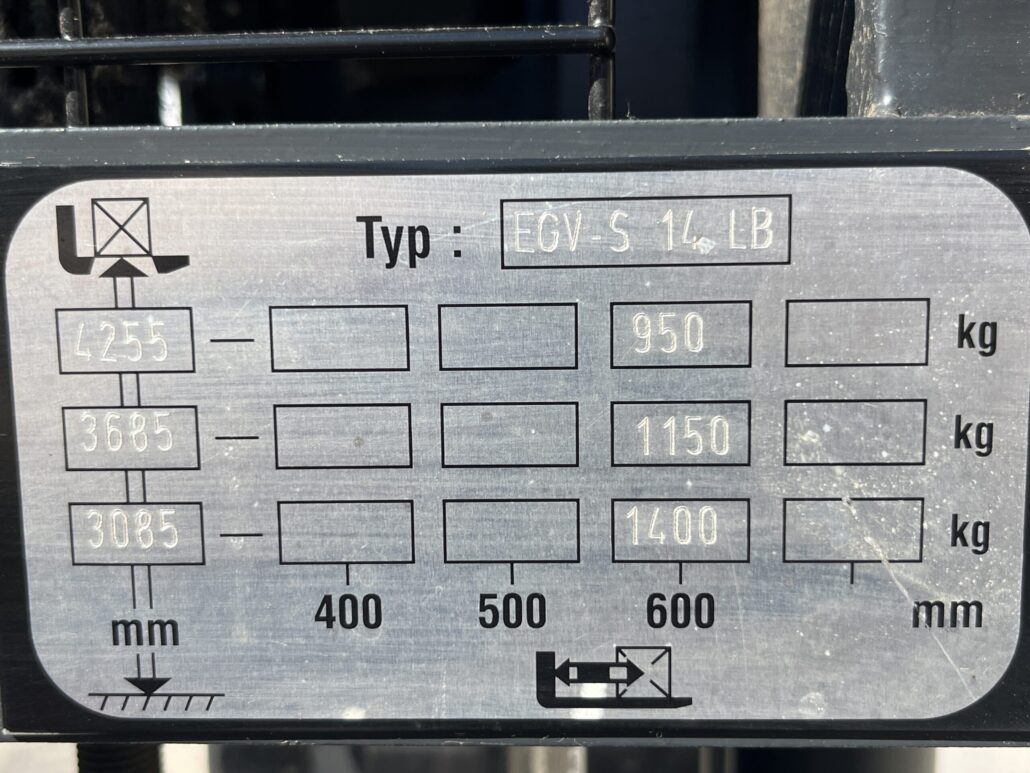 Typ : EGV-S 14 LB
4255 950 kg
3685 1150 kg
3085 1400 kg
mm 400 500 600 mm